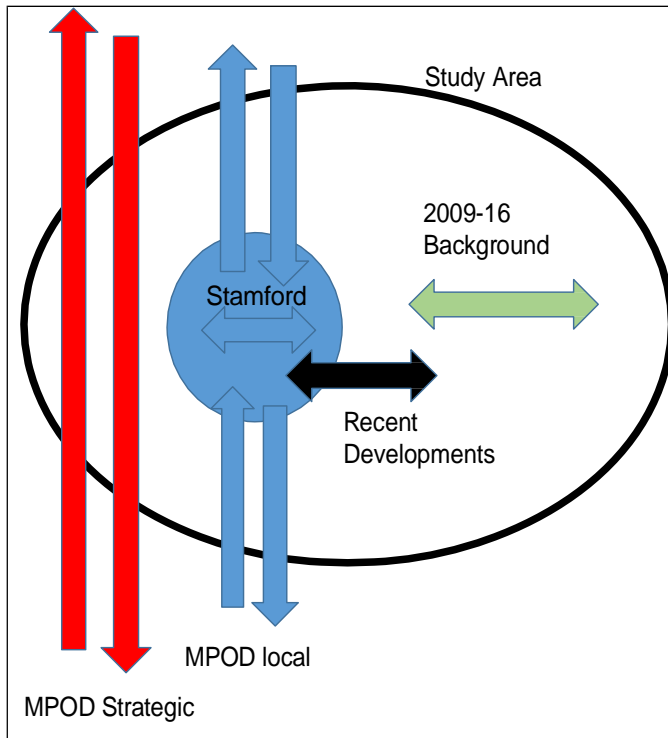 Study Area
2009-16
Background
Stamford
Recent
Developments
MPOD local
MPOD Strategic